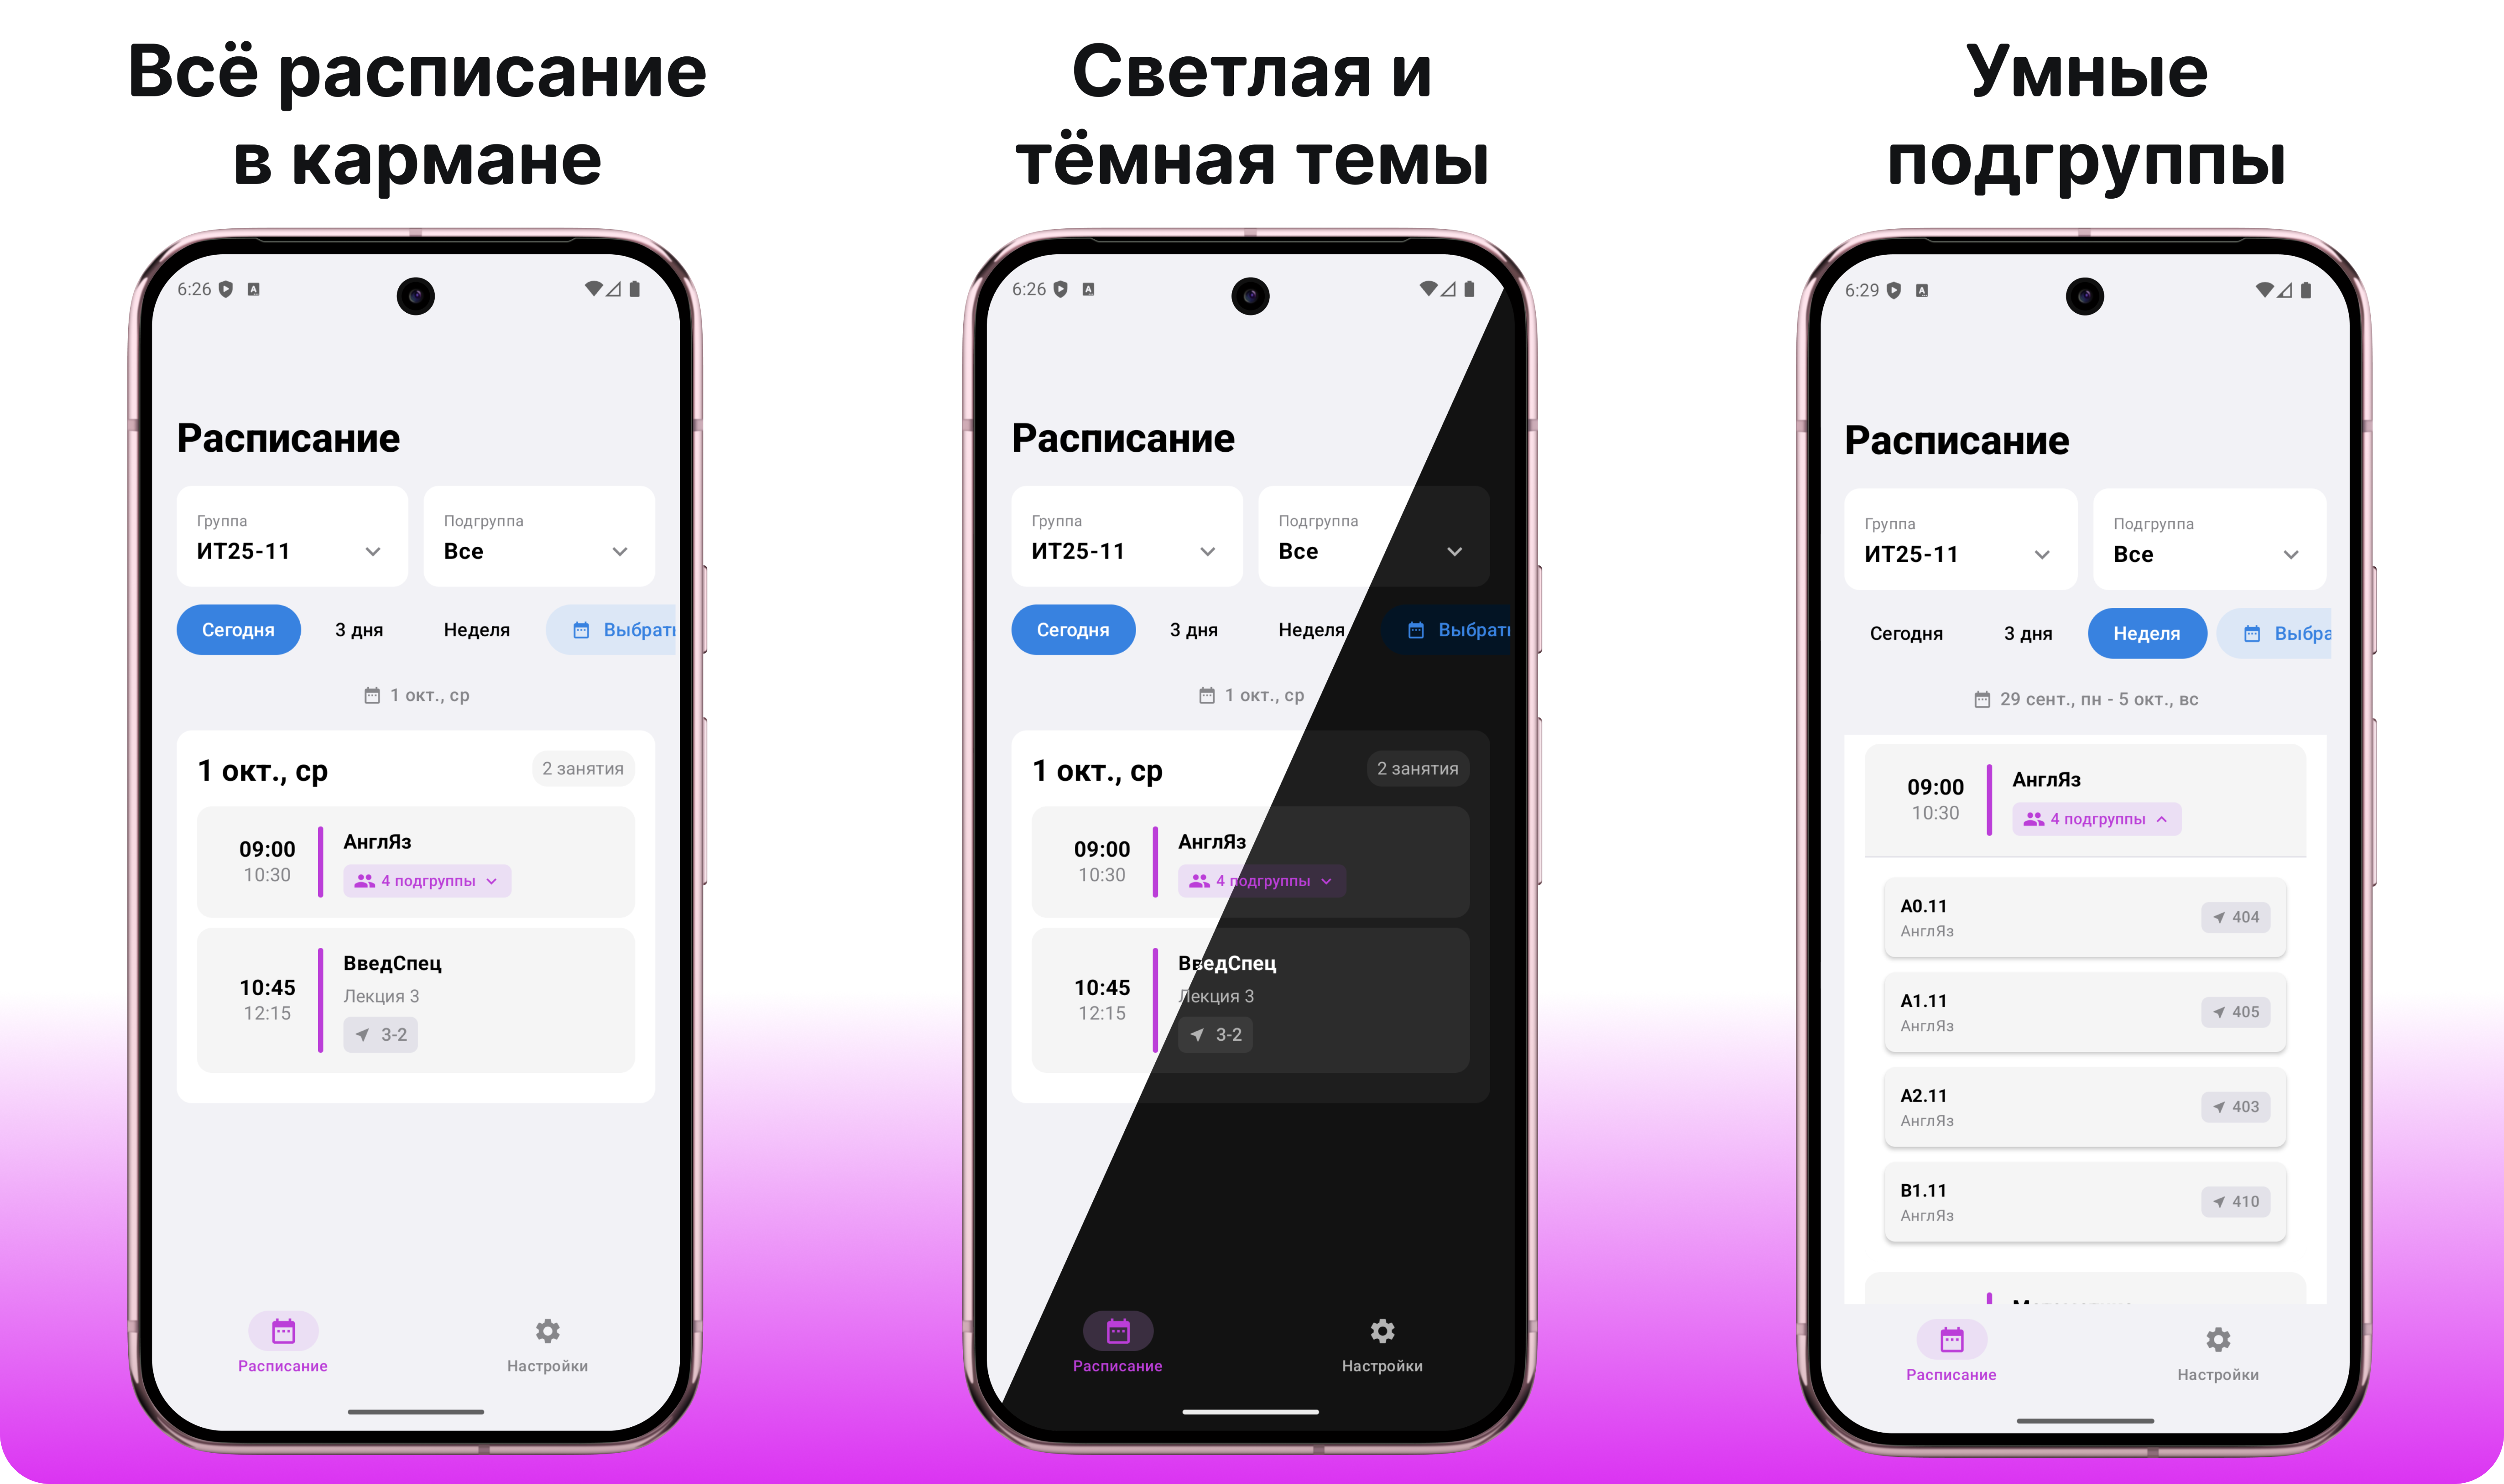 Всё расписание
в кармане
6:26
Расписание
Группа
ИТ25-11
Подгруппа
Все
Сегодня
3 дня
Неделя
Выбрать
1 окт., ср
1 окт., ср
2 занятия
09:00
10:30
АнглЯз
4 подгруппы
10:45
12:15
ВведСпец
Лекция 3
3-2
Расписание
Настройки
Светлая и
тёмная темы
6:26
Расписание
Группа
ИТ25-11
Подгруппа
Все
Сегодня
3 дня
Неделя
Выбрать
1 окт., ср
1 окт., ср
2 занятия
09:00
10:30
АнглЯз
4 подгруппы
10:45
12:15
ВведСпец
Лекция 3
3-2
Расписание
Настройки
Умные
подгруппы
6:29
Расписание
Группа
ИТ25-11
Подгруппа
Все
Сегодня
3 дня
Неделя
Выбра
29 сент., пн - 5 окт., вс
09:00
10:30
АнглЯз
4 подгруппы
A0.11
АнглЯз
404
A1.11
АнглЯз
405
A2.11
АнглЯз
403
B1.11
АнглЯз
410
Расписание
Настройки